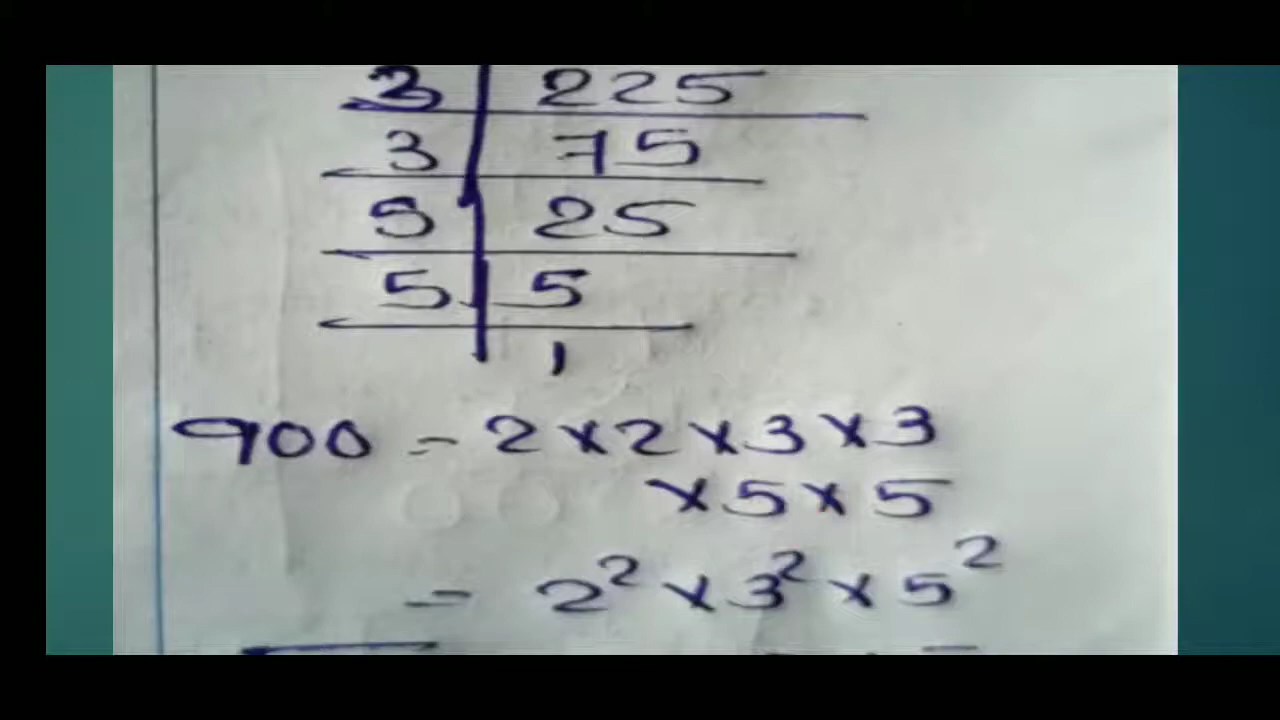 3 | 225
3 | 75
5 | 25
5 | 5
1
900 = 2 × 2 × 3 × 3
× 5 × 5
= 2² × 3² × 5²